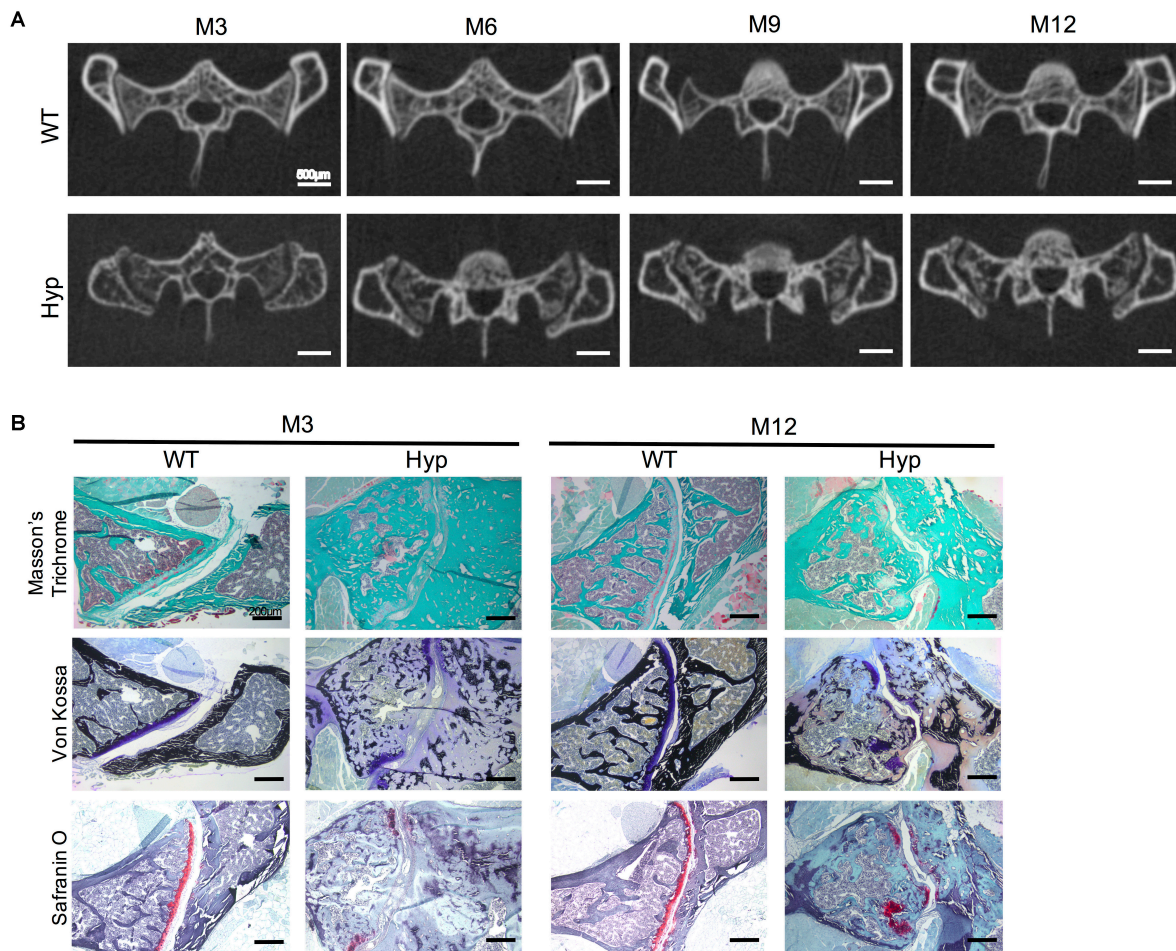 A
M3 M6 M9 M12
WT
500µm
Hyp
B
M3 M12
WT Hyp WT Hyp
Masson's
Trichrome
200µm
Von Kossa
Safranin O